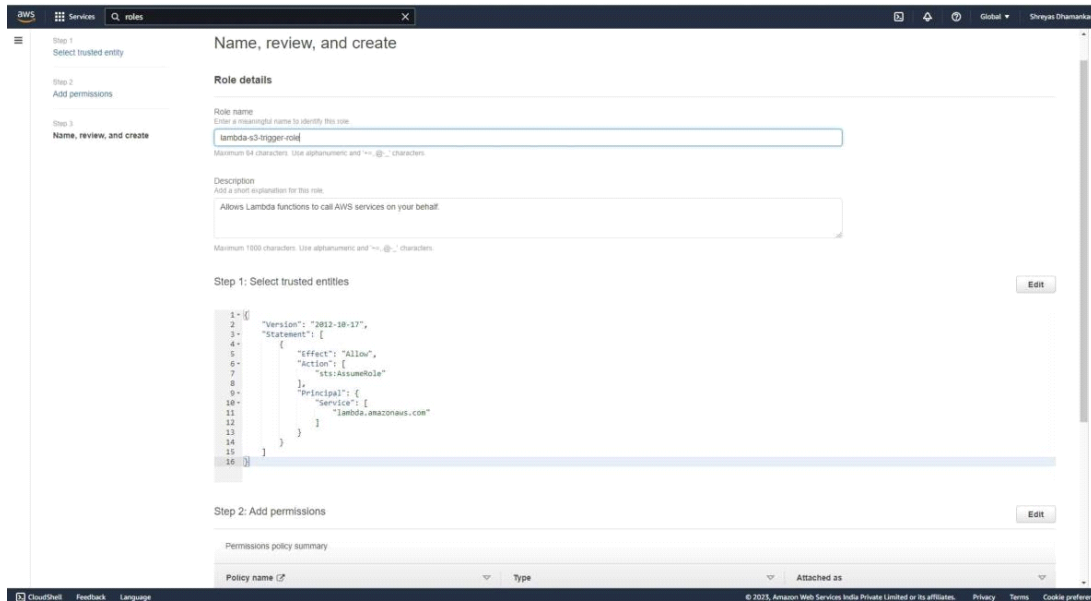 aws
Services
roles
Global
Shreyas Dhamankar
Step 1
Select trusted entity
Step 2
Add permissions
Step 3
Name, review, and create
Name, review, and create
Role details
Role name
Enter a meaningful name to identify this role.
lambda-s3-trigger-role
Maximum 64 characters. Use alphanumeric and '+=,.@-_' characters.
Description
Add a short explanation for this role.
Allows Lambda functions to call AWS services on your behalf.
Maximum 1000 characters. Use alphanumeric and '+=,.@-_' characters.
Step 1: Select trusted entities
Edit
1 {
2 "Version": "2012-10-17",
3 "Statement": [
4 {
5 "Effect": "Allow",
6 "Action": [
7 "sts:AssumeRole"
8 ],
9 "Principal": {
10 "Service": [
11 "lambda.amazonaws.com"
12 ]
13 }
14 }
15 ]
16 }
Step 2: Add permissions
Edit
Permissions policy summary
Policy name
Type
Attached as
CloudShell
Feedback
Language
© 2023, Amazon Web Services India Private Limited or its affiliates.
Privacy
Terms
Cookie prefere